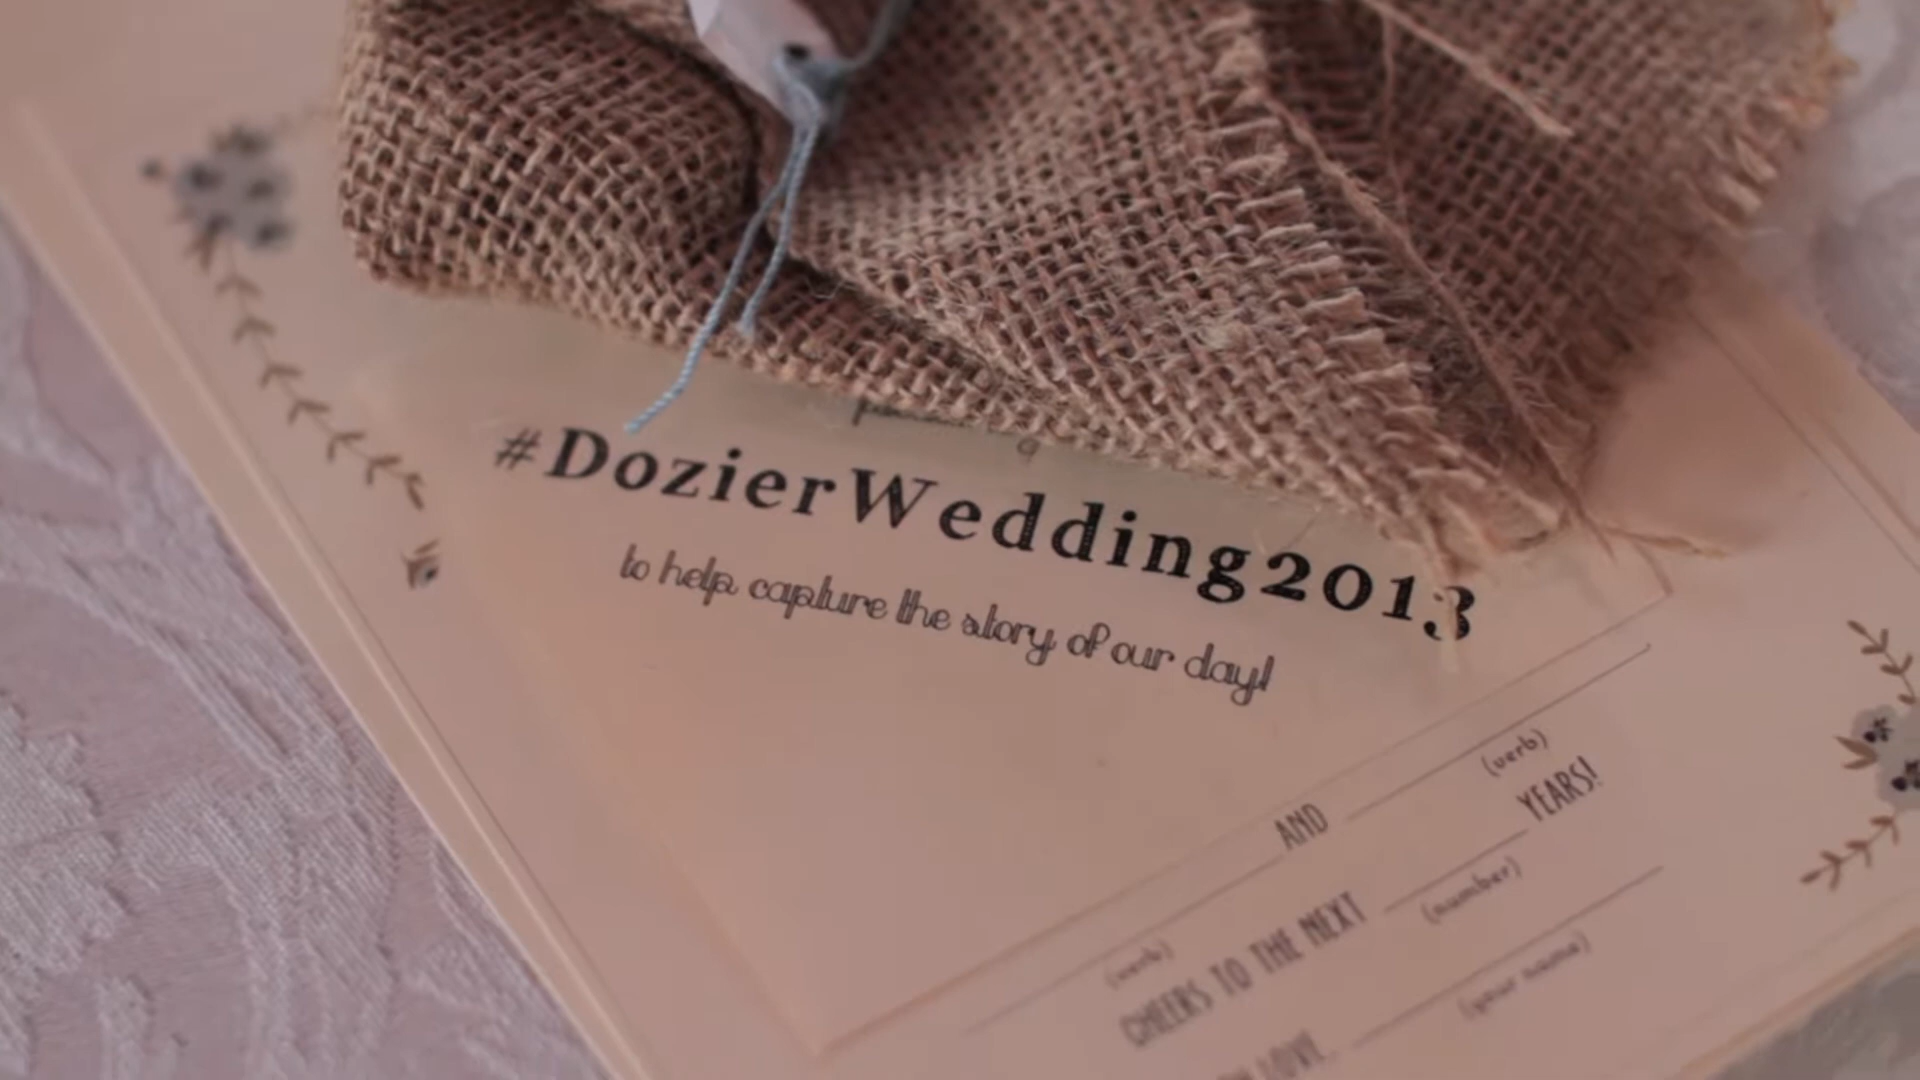 #DozierWedding2013
to help capture the story of our day!
AND
(verb)
(verb)
CHEERS TO THE NEXT YEARS!
(number)
LOVE,
(your name)